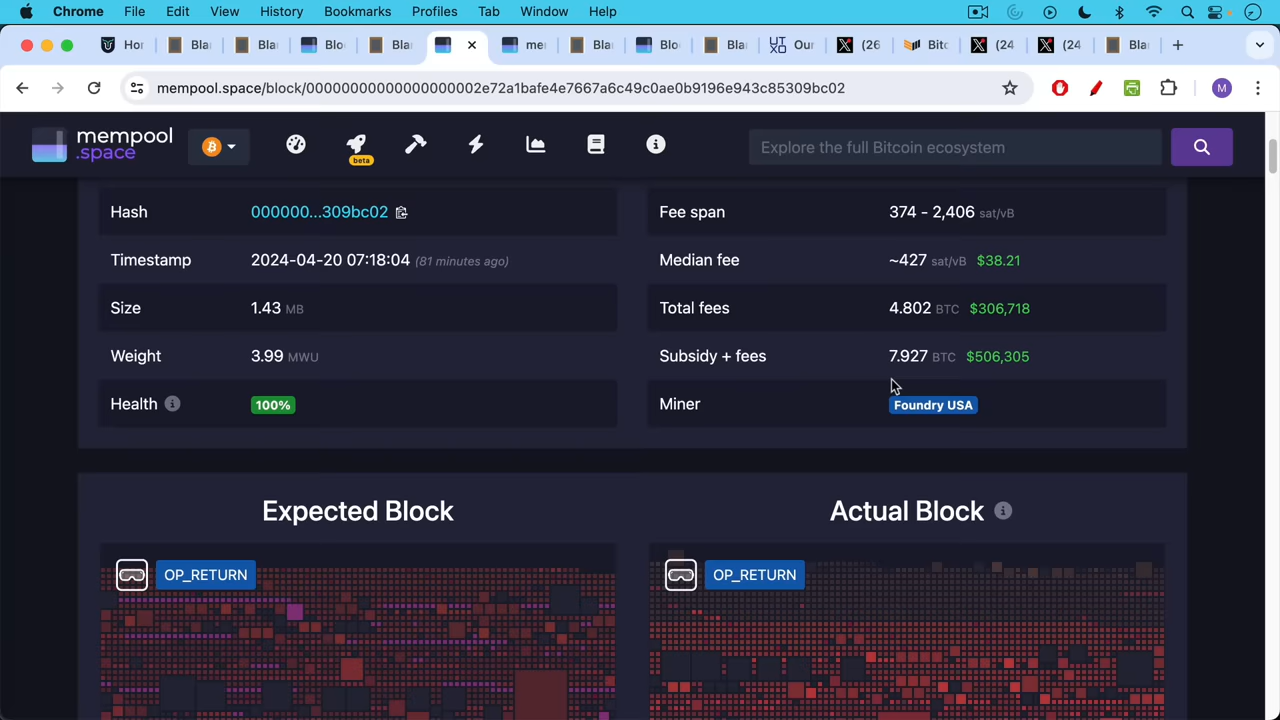 Chrome File Edit View History Bookmarks Profiles Tab Window Help
Hor Bla Bla Blo Bla me Bla Blo Bla Our (26 Bitc (24 (24 Bla
mempool.space/block/00000000000000000002e72a1bafe4e7667a6c49c0ae0b9196e943c85309bc02 M
mempool
.space
beta
Explore the full Bitcoin ecosystem
Hash 000000...309bc02 Fee span 374 - 2,406 sat/vB
Timestamp 2024-04-20 07:18:04 (81 minutes ago) Median fee ~427 sat/vB $38.21
Size 1.43 MB Total fees 4.802 BTC $306,718
Weight 3.99 MWU Subsidy + fees 7.927 BTC $506,305
Health 100% Miner Foundry USA
Expected Block Actual Block
OP_RETURN OP_RETURN